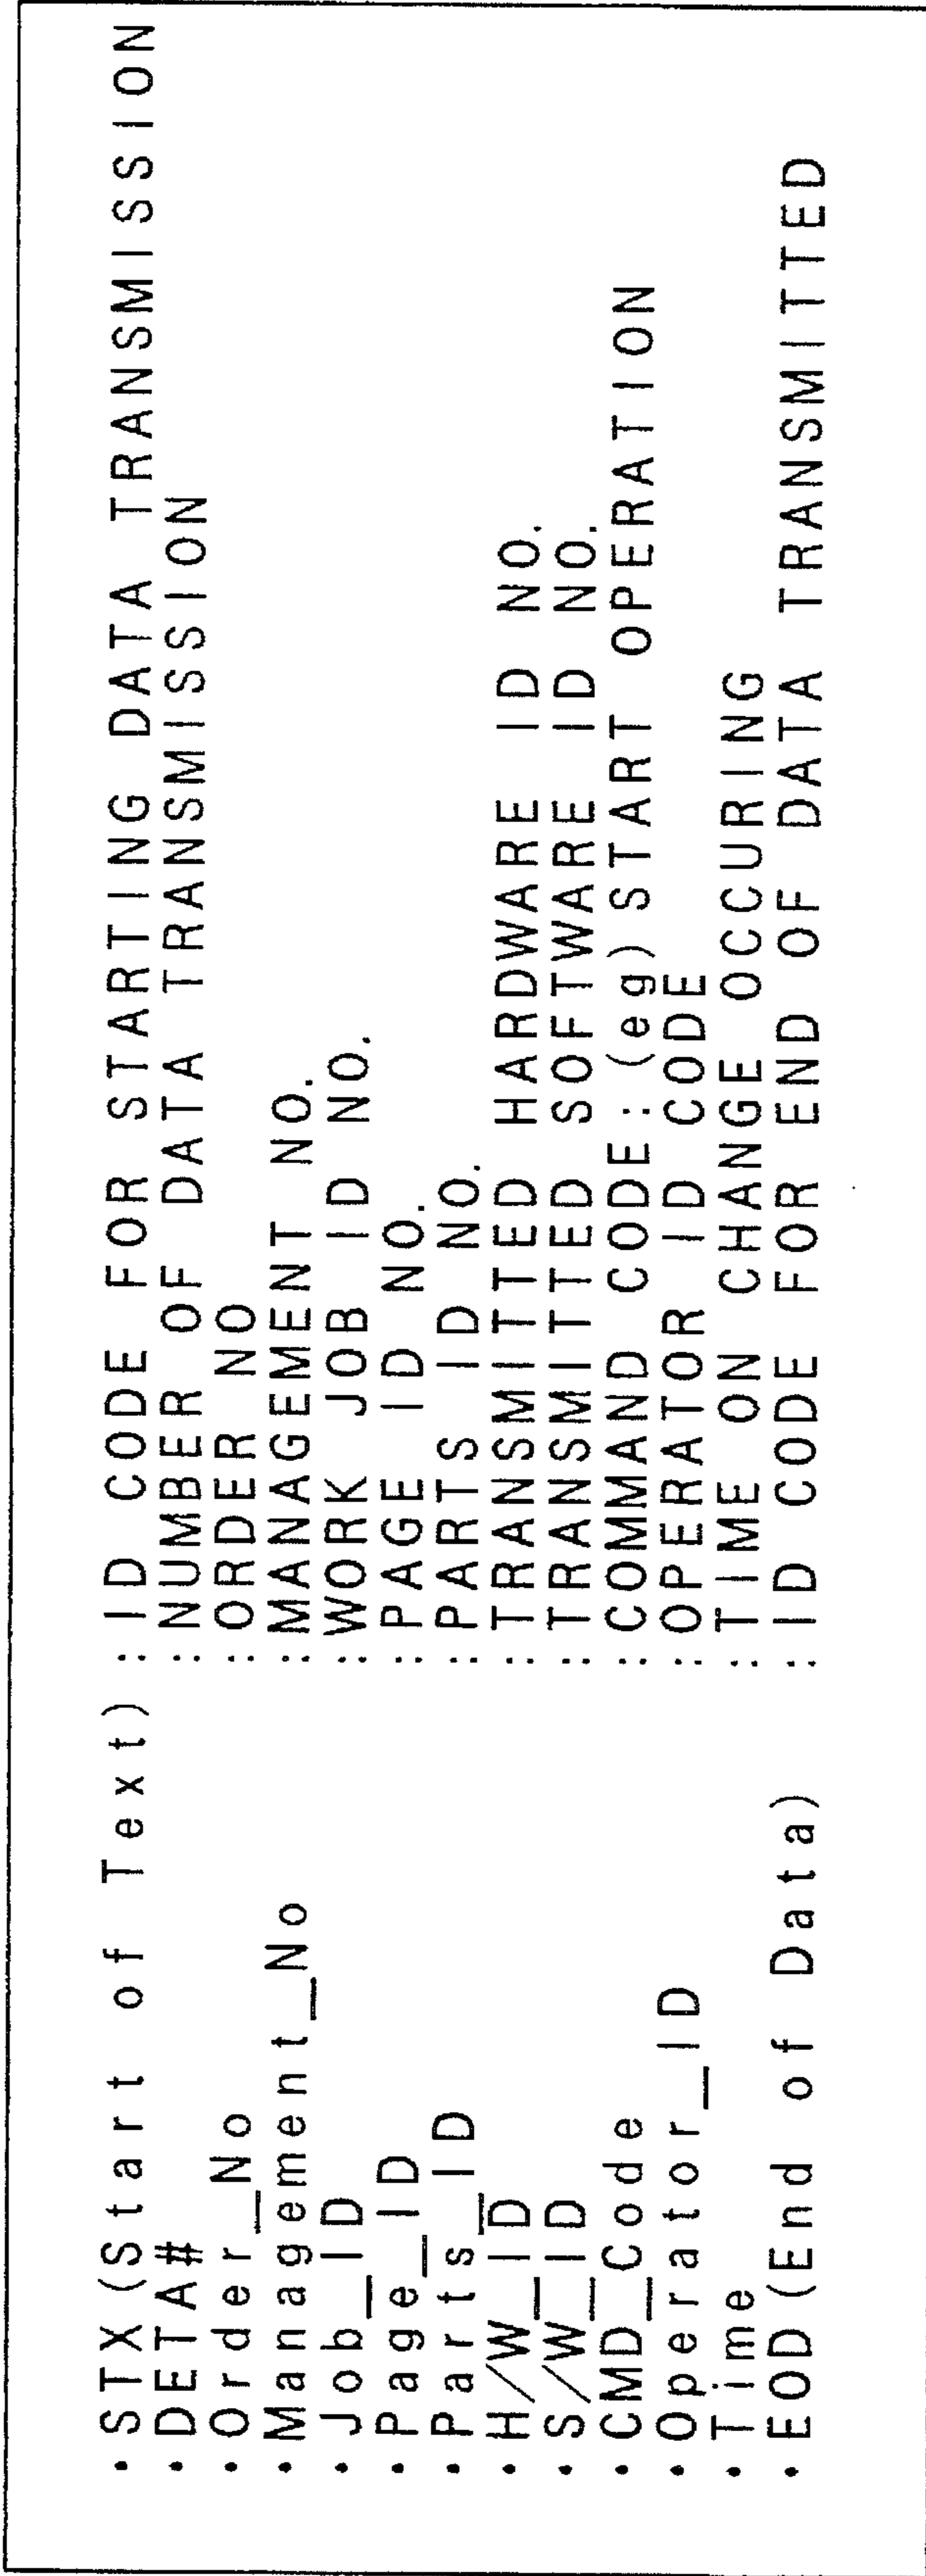 • STX (Start of Text) : ID CODE FOR STARTING DATA TRANSMISSION
• DETA# : NUMBER OF DATA TRANSMISSION
• Order_No : ORDER NO
• Management_No : MANAGEMENT NO.
• Job_ID : WORK JOB ID NO.
• Page_ID : PAGE ID NO.
• Parts_ID : PARTS ID NO.
• H/W_ID : TRANSMITTED HARDWARE ID NO.
• S/W_ID : TRANSMITTED SOFTWARE ID NO.
• CMD_Code : COMMAND CODE:(eg) START OPERATION
• Operator_ID : OPERATOR ID CODE
• Time : TIME ON CHANGE OCCURING
• EOD (End of Data) : ID CODE FOR END OF DATA TRANSMITTED